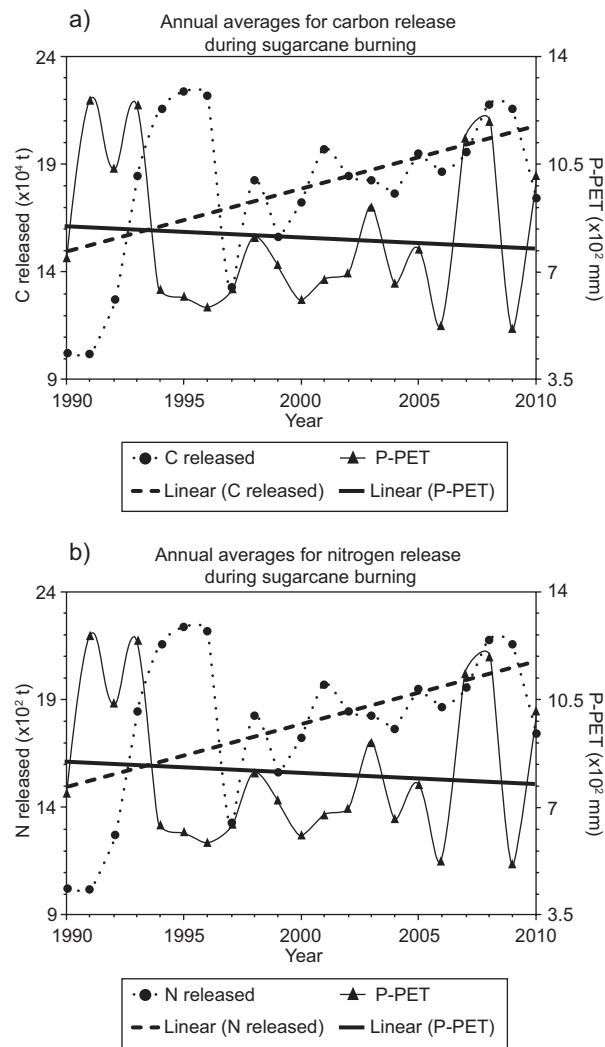 a)
Annual averages for carbon release
during sugarcane burning
24
19
14
9
C released (x10⁴ t)
14
10.5
7
3.5
P-PET (x10² mm)
1990
1995
2000
2005
2010
Year
C released
P-PET
Linear (C released)
Linear (P-PET)
b)
Annual averages for nitrogen release
during sugarcane burning
24
19
14
9
N released (x10² t)
14
10.5
7
3.5
P-PET (x10² mm)
1990
1995
2000
2005
2010
Year
N released
P-PET
Linear (N released)
Linear (P-PET)